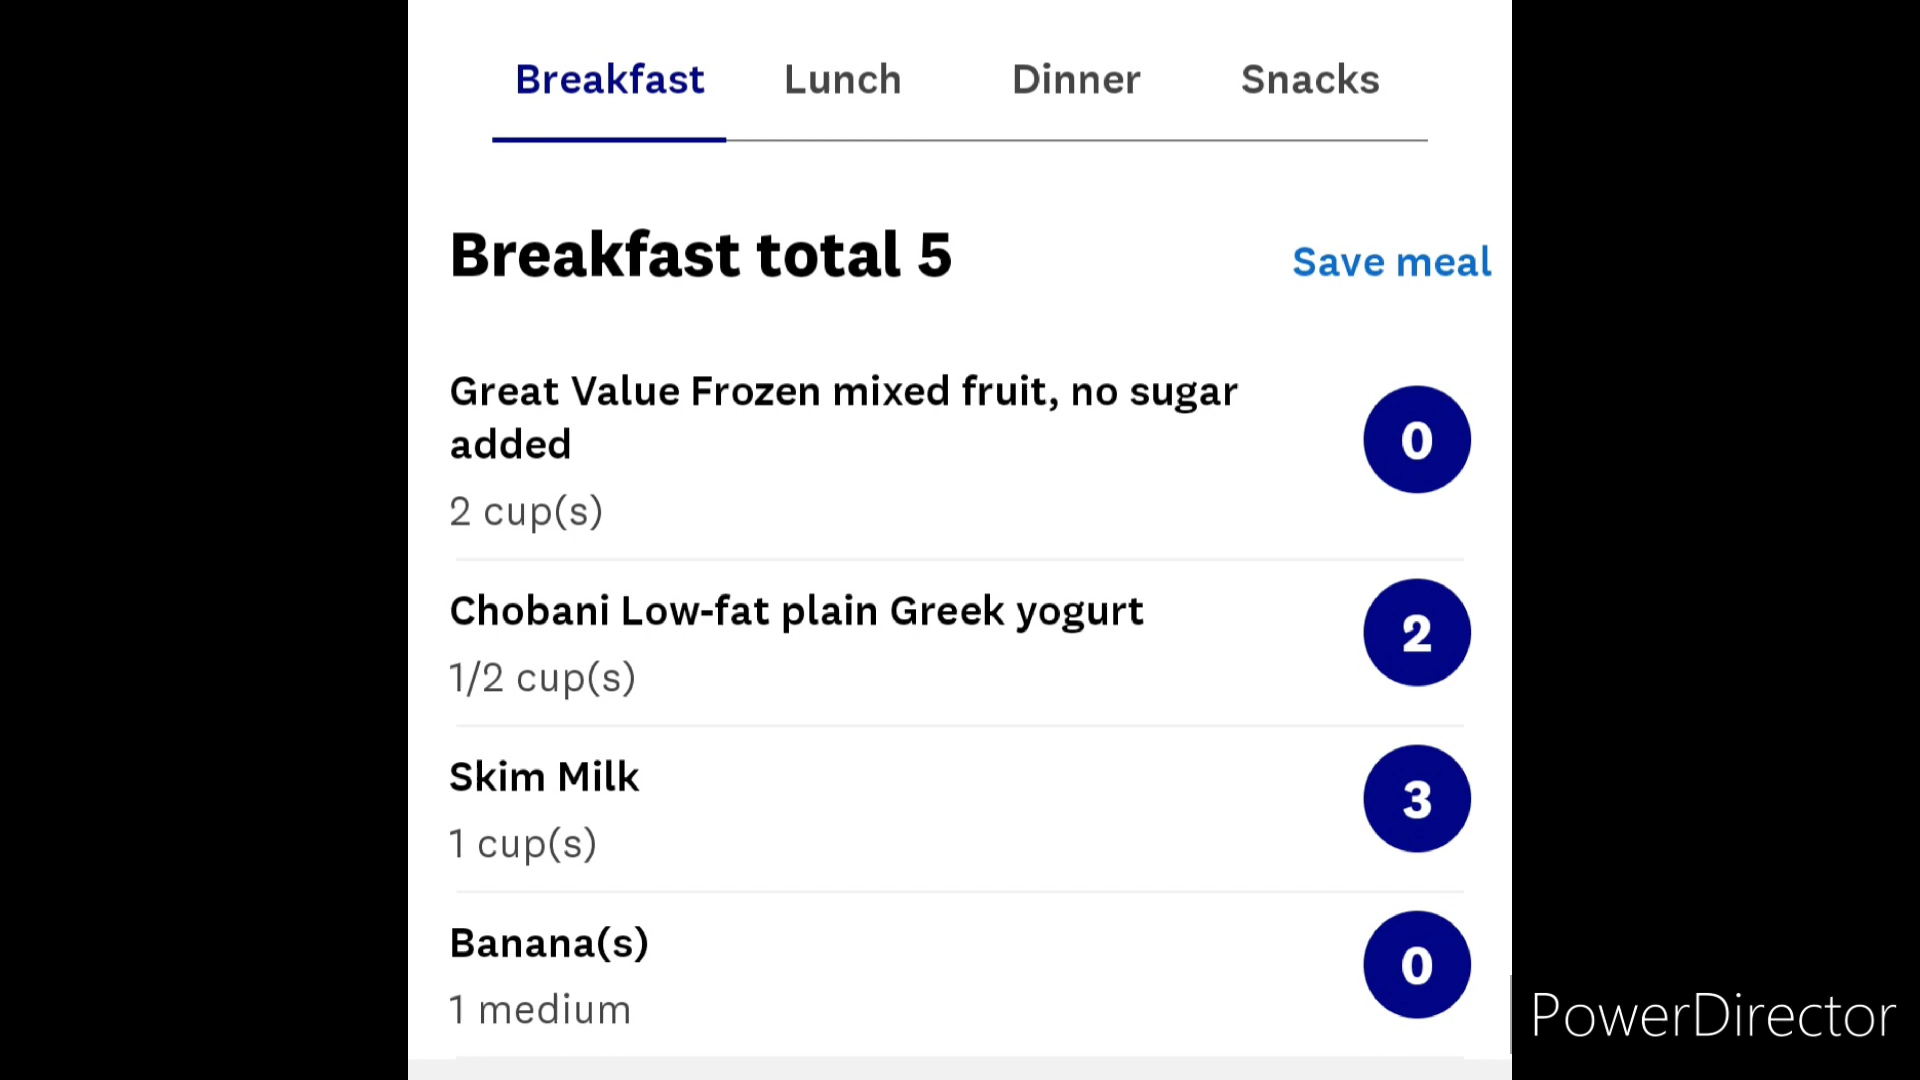 Breakfast Lunch Dinner Snacks
Breakfast total 5 Save meal
Great Value Frozen mixed fruit, no sugar
added
0
2 cup(s)
Chobani Low-fat plain Greek yogurt
2
1/2 cup(s)
Skim Milk
3
1 cup(s)
Banana(s)
0
1 medium
PowerDirector